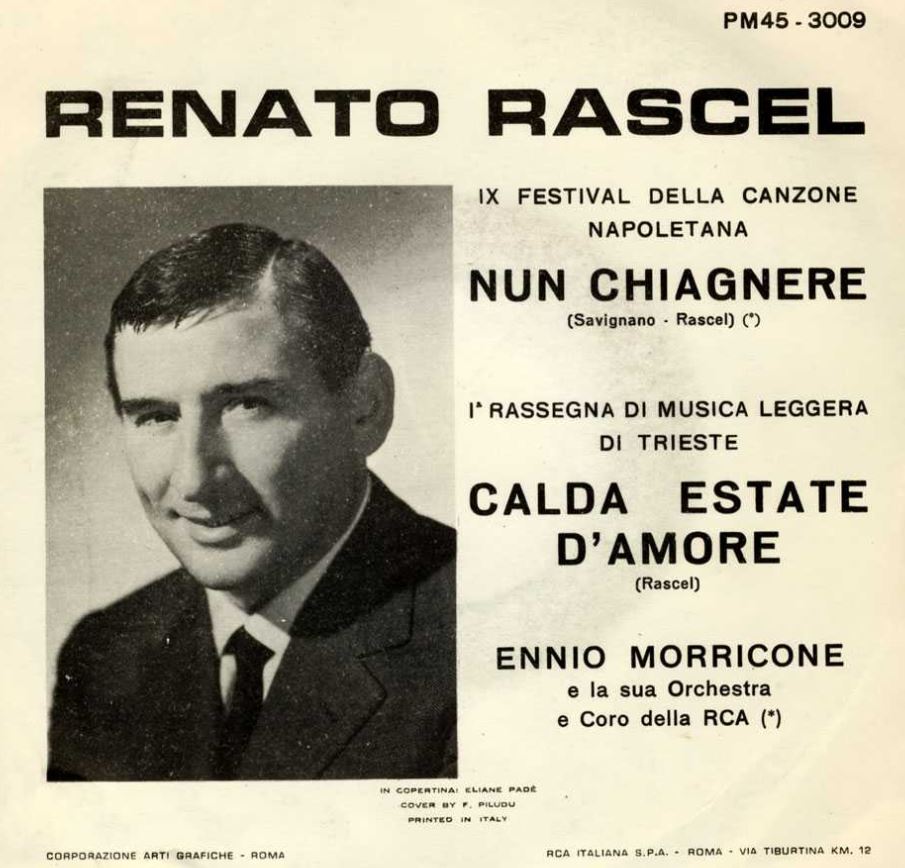 PM45 - 3009
RENATO RASCEL
IX FESTIVAL DELLA CANZONE
NAPOLETANA
NUN CHIAGNERE
(Savignano - Rascel) (*)
Iª RASSEGNA DI MUSICA LEGGERA
DI TRIESTE
CALDA ESTATE
D'AMORE
(Rascel)
ENNIO MORRICONE
e la sua Orchestra
e Coro della RCA (*)
IN COPERTINA: ELIANE PADÈ
COVER BY F. PILUDU
PRINTED IN ITALY
CORPORAZIONE ARTI GRAFICHE - ROMA
RCA ITALIANA S.P.A. - ROMA - VIA TIBURTINA KM. 12